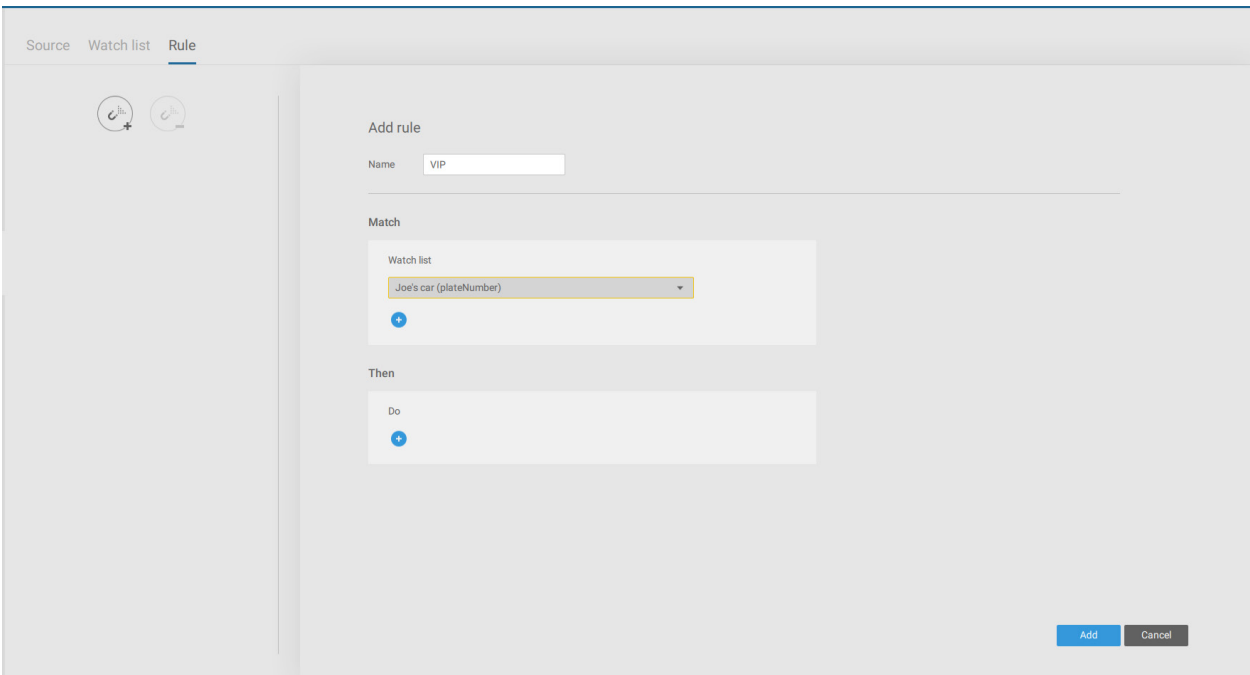 Source Watch list Rule
Add rule
Name VIP
Match
Watch list
Joe's car (plateNumber)
Then
Do
Add Cancel